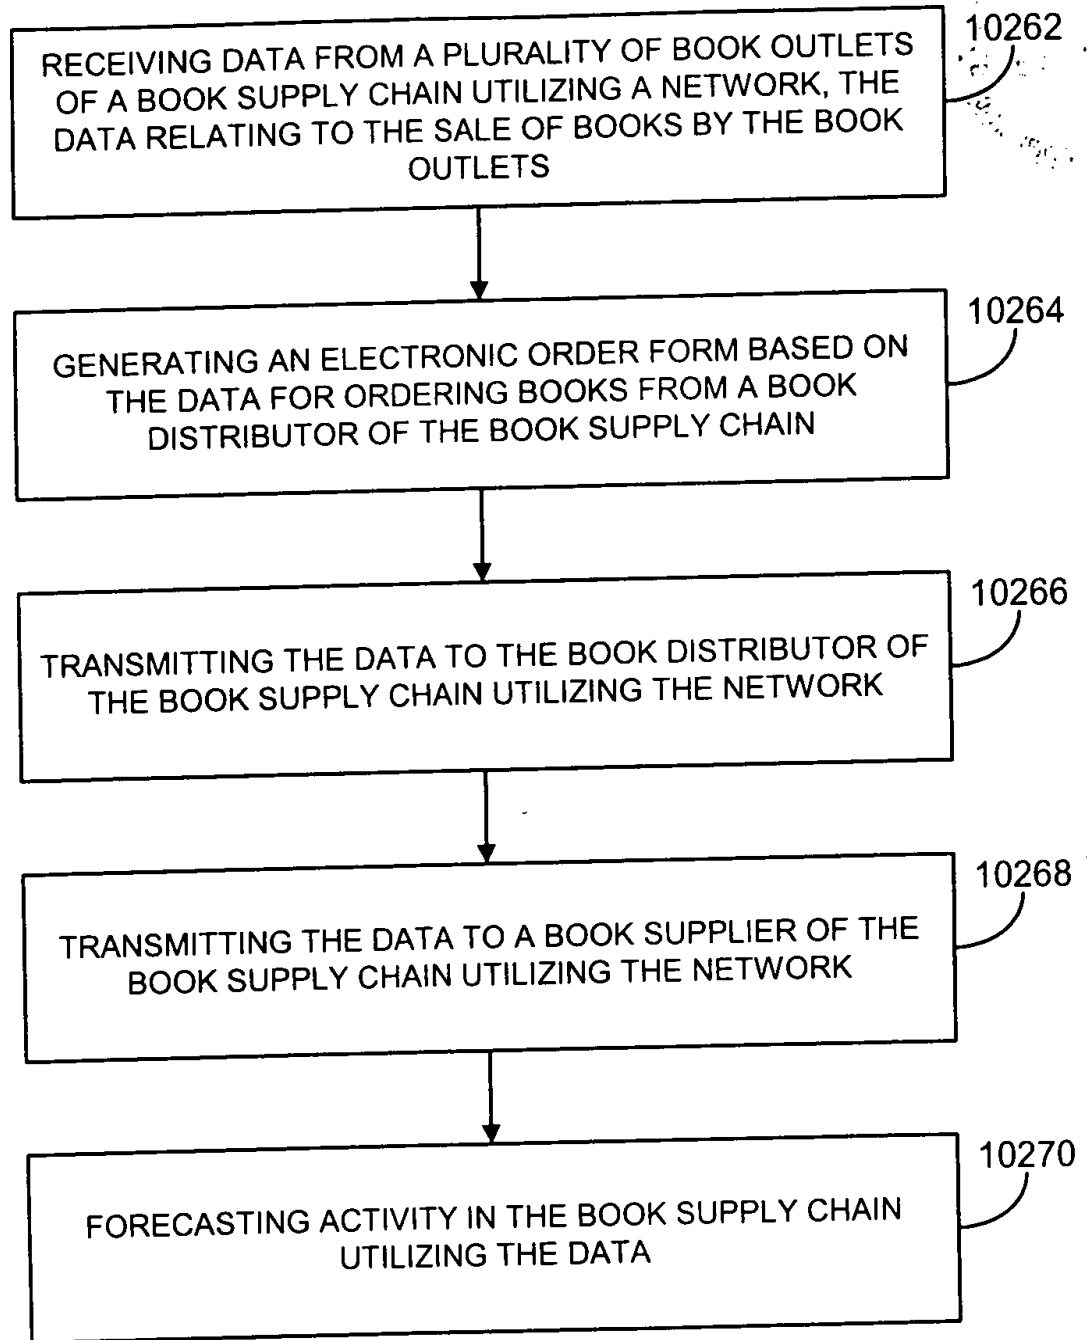 10262
RECEIVING DATA FROM A PLURALITY OF BOOK OUTLETS
OF A BOOK SUPPLY CHAIN UTILIZING A NETWORK, THE
DATA RELATING TO THE SALE OF BOOKS BY THE BOOK
OUTLETS
10264
GENERATING AN ELECTRONIC ORDER FORM BASED ON
THE DATA FOR ORDERING BOOKS FROM A BOOK
DISTRIBUTOR OF THE BOOK SUPPLY CHAIN
10266
TRANSMITTING THE DATA TO THE BOOK DISTRIBUTOR OF
THE BOOK SUPPLY CHAIN UTILIZING THE NETWORK
10268
TRANSMITTING THE DATA TO A BOOK SUPPLIER OF THE
BOOK SUPPLY CHAIN UTILIZING THE NETWORK
10270
FORECASTING ACTIVITY IN THE BOOK SUPPLY CHAIN
UTILIZING THE DATA